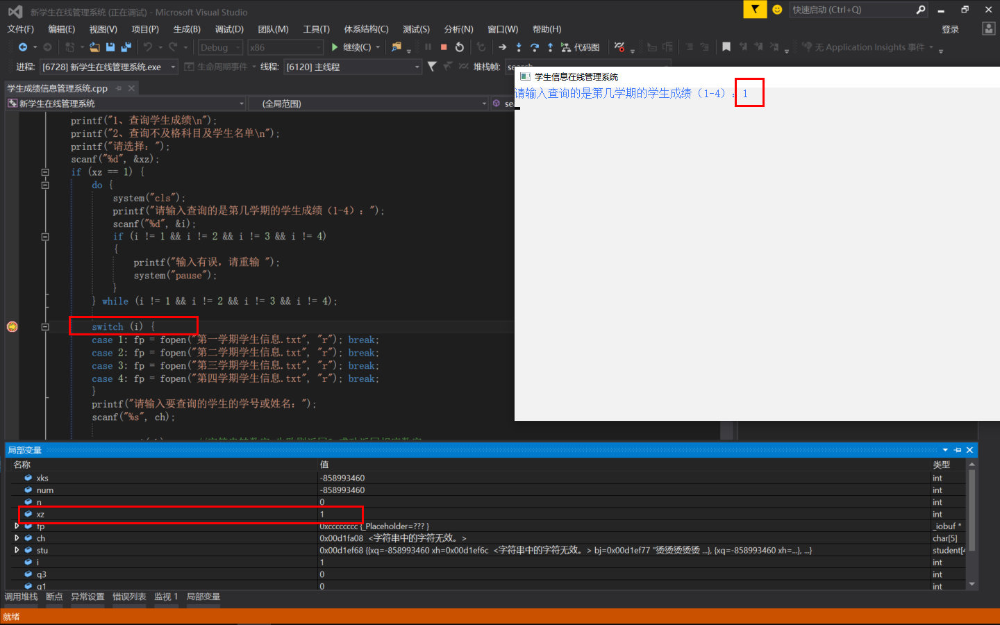 新学生在线管理系统 (正在调试) - Microsoft Visual Studio
快速启动 (Ctrl+Q)
文件(F) 编辑(E) 视图(V) 项目(P) 生成(B) 调试(D) 团队(M) 工具(T) 体系结构(C) 测试(S) 分析(N) 窗口(W) 帮助(H)
登录
Debug x86 继续(C) 代码图 无 Application Insights 事件
进程: [6728] 新学生在线管理系统.exe 生命周期事件 线程: [6120] 主线程 堆栈帧:
学生成绩信息管理系统.cpp
新学生在线管理系统 (全局范围) se
printf("1、查询学生成绩\n");
printf("2、查询不及格科目及学生名单\n");
printf("请选择: ");
scanf("%d", &xz);
if (xz == 1) {
do {
system("cls");
printf("请输入查询的是第几学期的学生成绩（1-4）: ");
scanf("%d", &i);
if (i != 1 && i != 2 && i != 3 && i != 4)
{
printf("输入有误，请重输 ");
system("pause");
}
} while (i != 1 && i != 2 && i != 3 && i != 4);
switch (i) {
case 1: fp = fopen("第一学期学生信息.txt", "r"); break;
case 2: fp = fopen("第二学期学生信息.txt", "r"); break;
case 3: fp = fopen("第三学期学生信息.txt", "r"); break;
case 4: fp = fopen("第四学期学生信息.txt", "r"); break;
}
printf("请输入要查询的学生的学号或姓名: ");
scanf("%s", ch);
学生信息在线管理系统
请输入查询的是第几学期的学生成绩（1-4）: 1
局部变量
名称 值 类型
xks -858993460 int
num -858993460 int
n 0 int
xz 1 int
fp 0xcccccccc {_Placeholder=??? } _iobuf *
ch 0x00d1fa08 <字符串中的字符无效。> char[5]
stu 0x00d1ef68 {{xq=-858993460 xh=0x00d1ef6c <字符串中的字符无效。> bj=0x00d1ef77 "烫烫烫烫烫 ...}, {xq=-858993460 xh=...}, ...} student[4
i 1 int
q3 0 int
q1 0 int
调用堆栈 断点 异常设置 错误列表 监视 1 局部变量
就绪